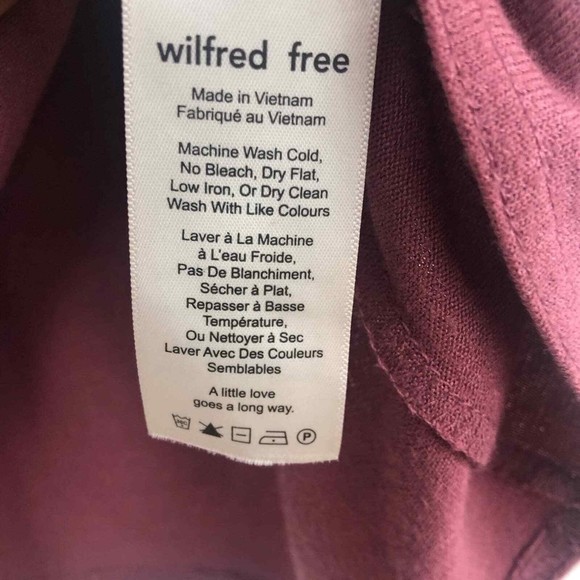 wilfred free
Made in Vietnam
Fabriqué au Vietnam
Machine Wash Cold,
No Bleach, Dry Flat,
Low Iron, Or Dry Clean
Wash With Like Colours
Laver à La Machine
à L'eau Froide,
Pas De Blanchiment,
Sécher à Plat,
Repasser à Basse
Température,
Ou Nettoyer à Sec
Laver Avec Des Couleurs
Semblables
A little love
goes a long way.
P